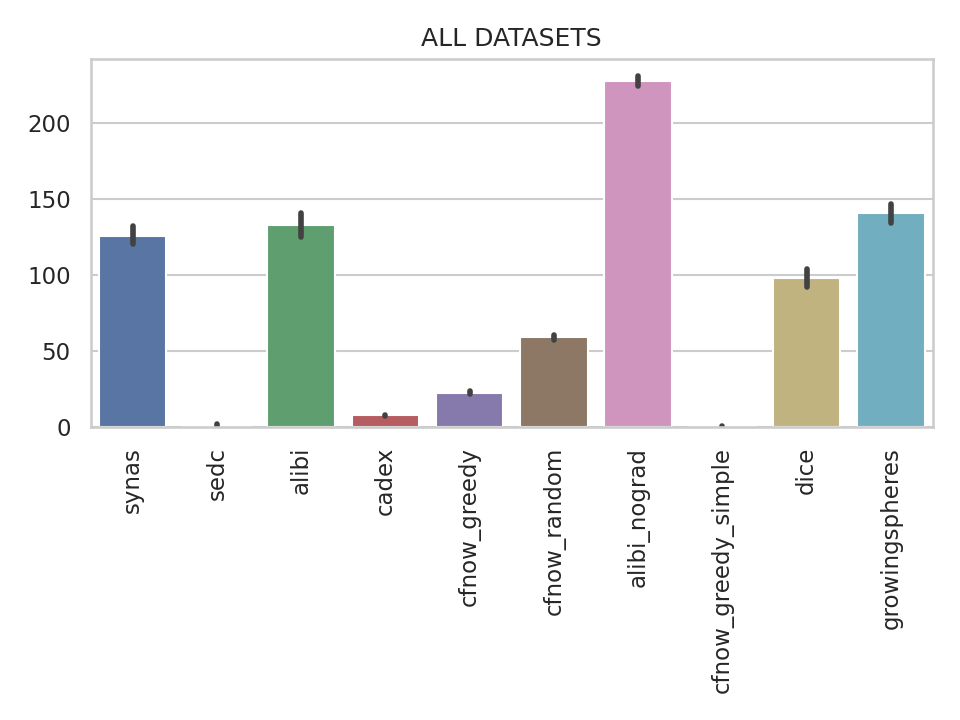 ALL DATASETS
200
150
100
50
0
synas
sedc
alibi
cadex
cfnow_greedy
cfnow_random
alibi_nograd
cfnow_greedy_simple
dice
growingspheres